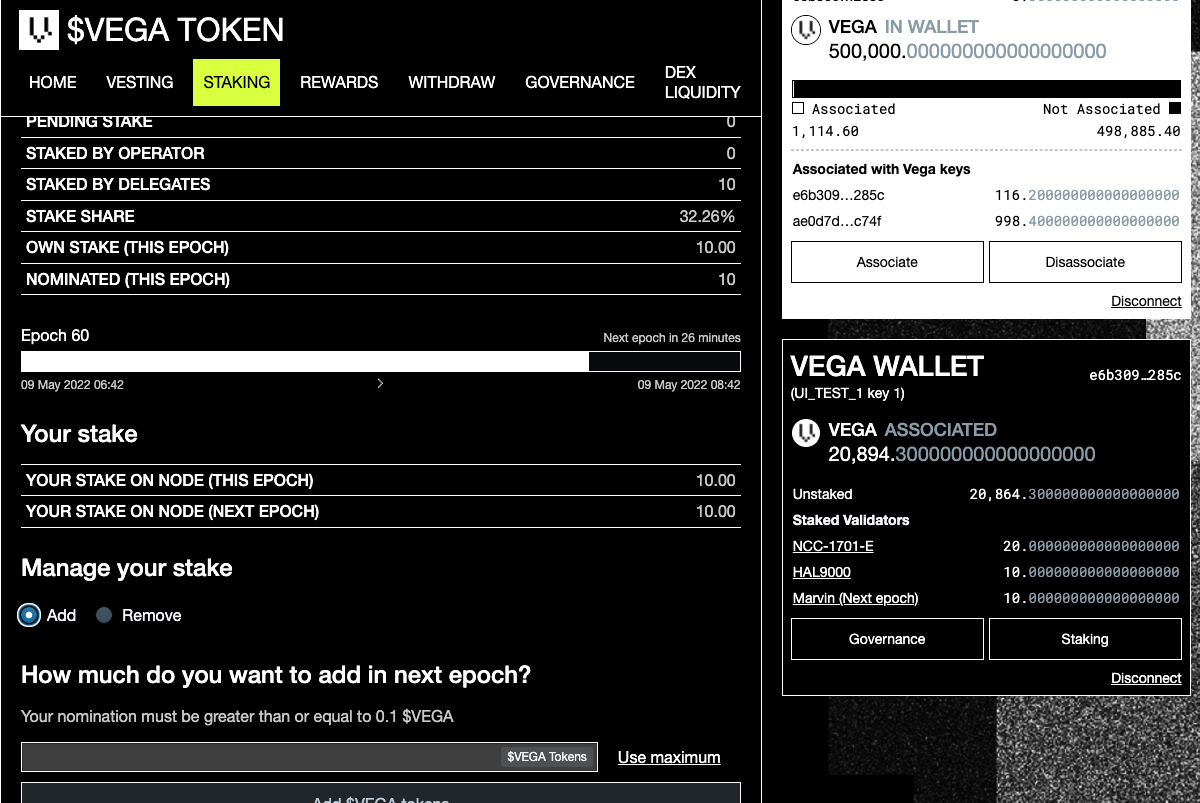 $VEGA TOKEN
HOME VESTING STAKING REWARDS WITHDRAW GOVERNANCE DEX LIQUIDITY
PENDING STAKE 0
STAKED BY OPERATOR 0
STAKED BY DELEGATES 10
STAKE SHARE 32.26%
OWN STAKE (THIS EPOCH) 10.00
NOMINATED (THIS EPOCH) 10
Epoch 60 Next epoch in 26 minutes
09 May 2022 06:42 09 May 2022 08:42
Your stake
YOUR STAKE ON NODE (THIS EPOCH) 10.00
YOUR STAKE ON NODE (NEXT EPOCH) 10.00
Manage your stake
Add Remove
How much do you want to add in next epoch?
Your nomination must be greater than or equal to 0.1 $VEGA
$VEGA Tokens Use maximum
Add $VEGA tokens
VEGA IN WALLET
500,000.000000000000000000
Associated Not Associated
1,114.60 498,885.40
Associated with Vega keys
e6b309…285c 116.200000000000000000
ae0d7d…c74f 998.400000000000000000
Associate Disassociate
Disconnect
VEGA WALLET e6b309…285c
(UI_TEST_1 key 1)
VEGA ASSOCIATED
20,894.300000000000000000
Unstaked 20,864.300000000000000000
Staked Validators
NCC-1701-E 20.000000000000000000
HAL9000 10.000000000000000000
Marvin (Next epoch) 10.000000000000000000
Governance Staking
Disconnect